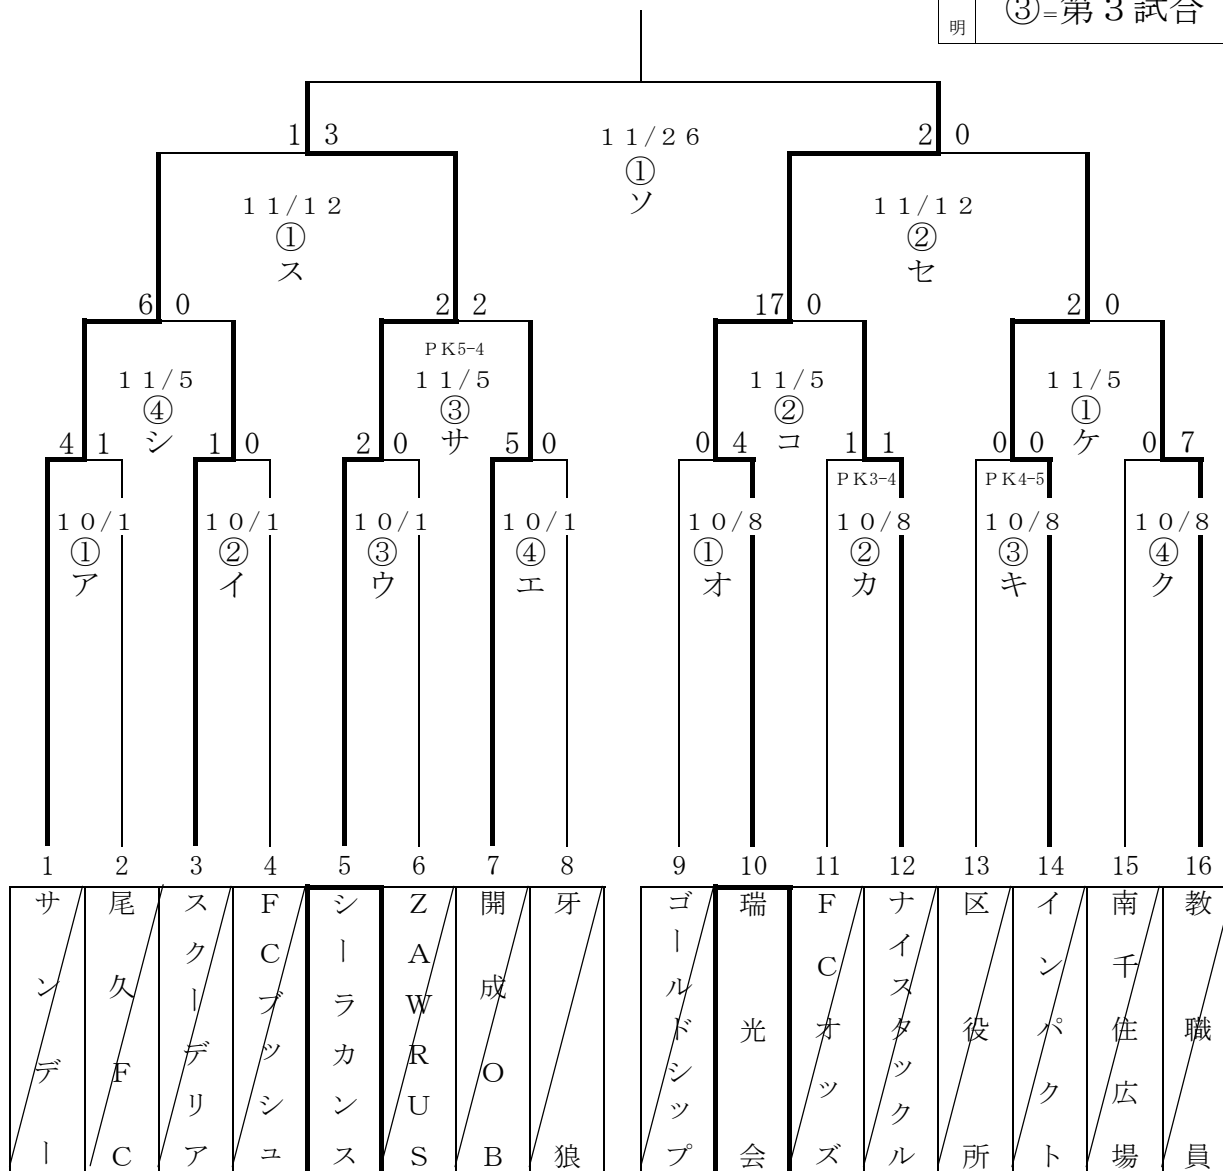 ③=第３試合
明
1 3
１１/２６
2 0
①
ソ
１１/１２
①
ス
１１/１２
②
セ
6 0
2 2
17 0
2 0
ＰＫ5-4
１１/５
④
シ
１１/５
③
サ
１１/５
②
コ
１１/５
①
ケ
4 1
1 0
2 0
5 0
0 4
1 1
0 0
0 7
ＰＫ3-4
ＰＫ4-5
１０/１
①
ア
１０/１
②
イ
１０/１
③
ウ
１０/１
④
エ
１０/８
①
オ
１０/８
②
カ
１０/８
③
キ
１０/８
④
ク
1 2 3 4 5 6 7 8 9 10 11 12 13 14 15 16
サンデー
尾久ＦＣ
スクーデリア
ＦＣブッシュ
シーラカンス
ＺＡＷＲＵＳ
開成ＯＢ
牙狼
ゴールドシップ
瑞光会
ＦＣオッズ
ナイスタックル
区役所
インパクト
南千住広場
教職員